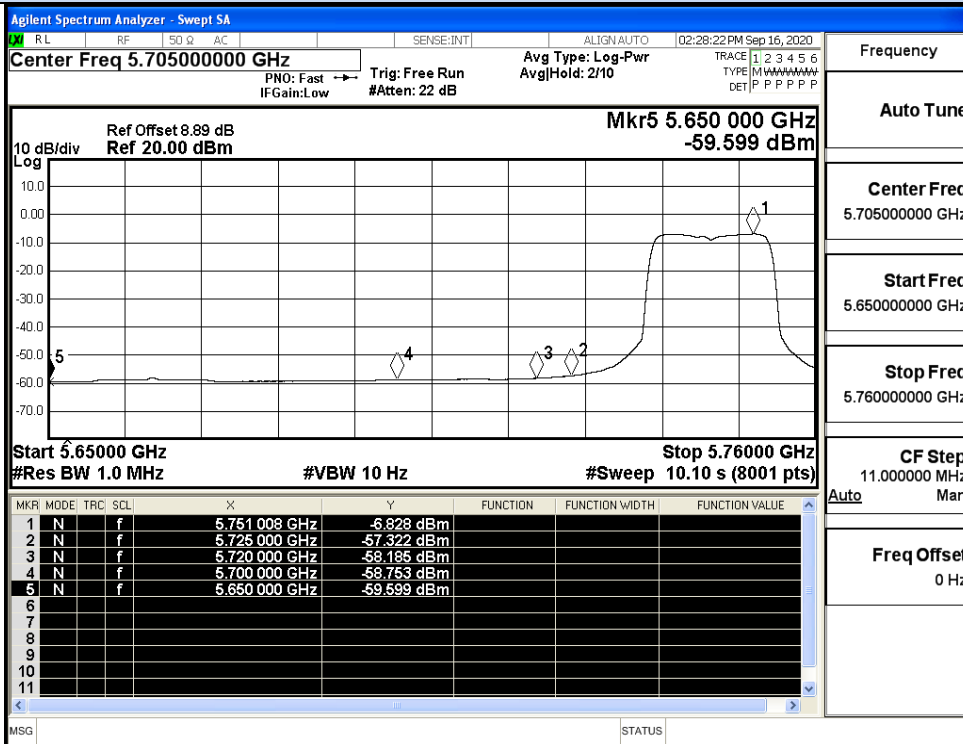 Agilent Spectrum Analyzer - Swept SA
LXI RL RF 50 Ω AC SENSE:INT ALIGN AUTO 02:28:22 PM Sep 16, 2020
Center Freq 5.705000000 GHz
PNO: Fast
IFGain:Low
Trig: Free Run
#Atten: 22 dB
Avg Type: Log-Pwr
Avg|Hold: 2/10
TRACE 1 2 3 4 5 6
TYPE M WWWWW
DET P P P P P P
Mkr5 5.650 000 GHz
-59.599 dBm
Ref Offset 8.89 dB
10 dB/div Ref 20.00 dBm
Log
10.0
0.00
-10.0
-20.0
-30.0
-40.0
-50.0
-60.0
-70.0
1
2
3
4
5
Start 5.65000 GHz Stop 5.76000 GHz
#Res BW 1.0 MHz #VBW 10 Hz #Sweep 10.10 s (8001 pts)
MKR MODE TRC SCL X Y FUNCTION FUNCTION WIDTH FUNCTION VALUE
1 N f 5.751 008 GHz -6.828 dBm
2 N f 5.725 000 GHz -57.322 dBm
3 N f 5.720 000 GHz -58.185 dBm
4 N f 5.700 000 GHz -58.753 dBm
5 N f 5.650 000 GHz -59.599 dBm
6
7
8
9
10
11
MSG STATUS
Frequency
Auto Tune
Center Freq
5.705000000 GHz
Start Freq
5.650000000 GHz
Stop Freq
5.760000000 GHz
CF Step
11.000000 MHz
Auto Man
Freq Offset
0 Hz